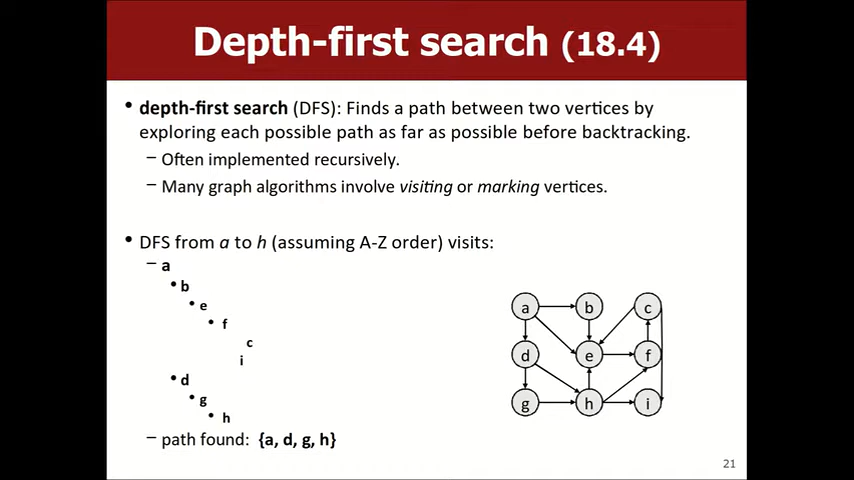 Depth-first search (18.4)
• depth-first search (DFS): Finds a path between two vertices by
exploring each possible path as far as possible before backtracking.
– Often implemented recursively.
– Many graph algorithms involve visiting or marking vertices.
• DFS from a to h (assuming A-Z order) visits:
– a
• b
• e
• f
c
i
• d
• g
• h
– path found: {a, d, g, h}
a b c
d e f
g h i
21